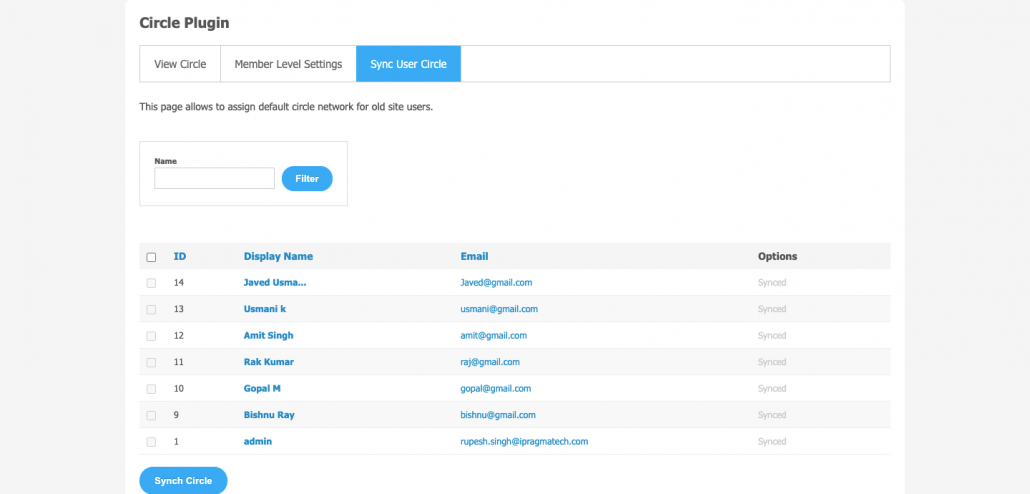 Circle Plugin
View Circle Member Level Settings Sync User Circle
This page allows to assign default circle network for old site users.
Name
Filter
ID Display Name Email Options
14 Javed Usma... Javed@gmail.com Synced
13 Usmani k usmani@gmail.com Synced
12 Amit Singh amit@gmail.com Synced
11 Rak Kumar raj@gmail.com Synced
10 Gopal M gopal@gmail.com Synced
9 Bishnu Ray bishnu@gmail.com Synced
1 admin rupesh.singh@ipragmatech.com Synced
Synch Circle